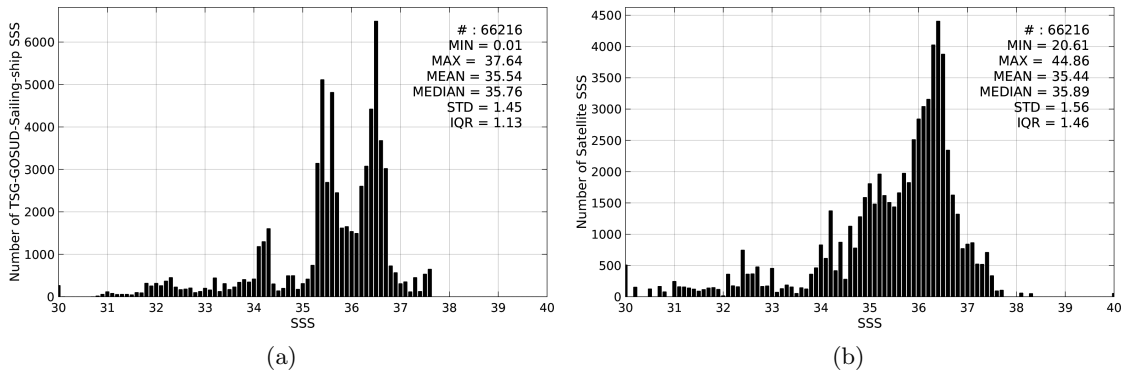 Number of TSG-GOSUD-Sailing-ship SSS
6000
5000
4000
3000
2000
1000
0
# : 66216
MIN = 0.01
MAX = 37.64
MEAN = 35.54
MEDIAN = 35.76
STD = 1.45
IQR = 1.13
30 31 32 33 34 35 36 37 38 39 40
SSS
(a)
Number of Satellite SSS
4500
4000
3500
3000
2500
2000
1500
1000
500
0
# : 66216
MIN = 20.61
MAX = 44.86
MEAN = 35.44
MEDIAN = 35.89
STD = 1.56
IQR = 1.46
30 31 32 33 34 35 36 37 38 39 40
SSS
(b)